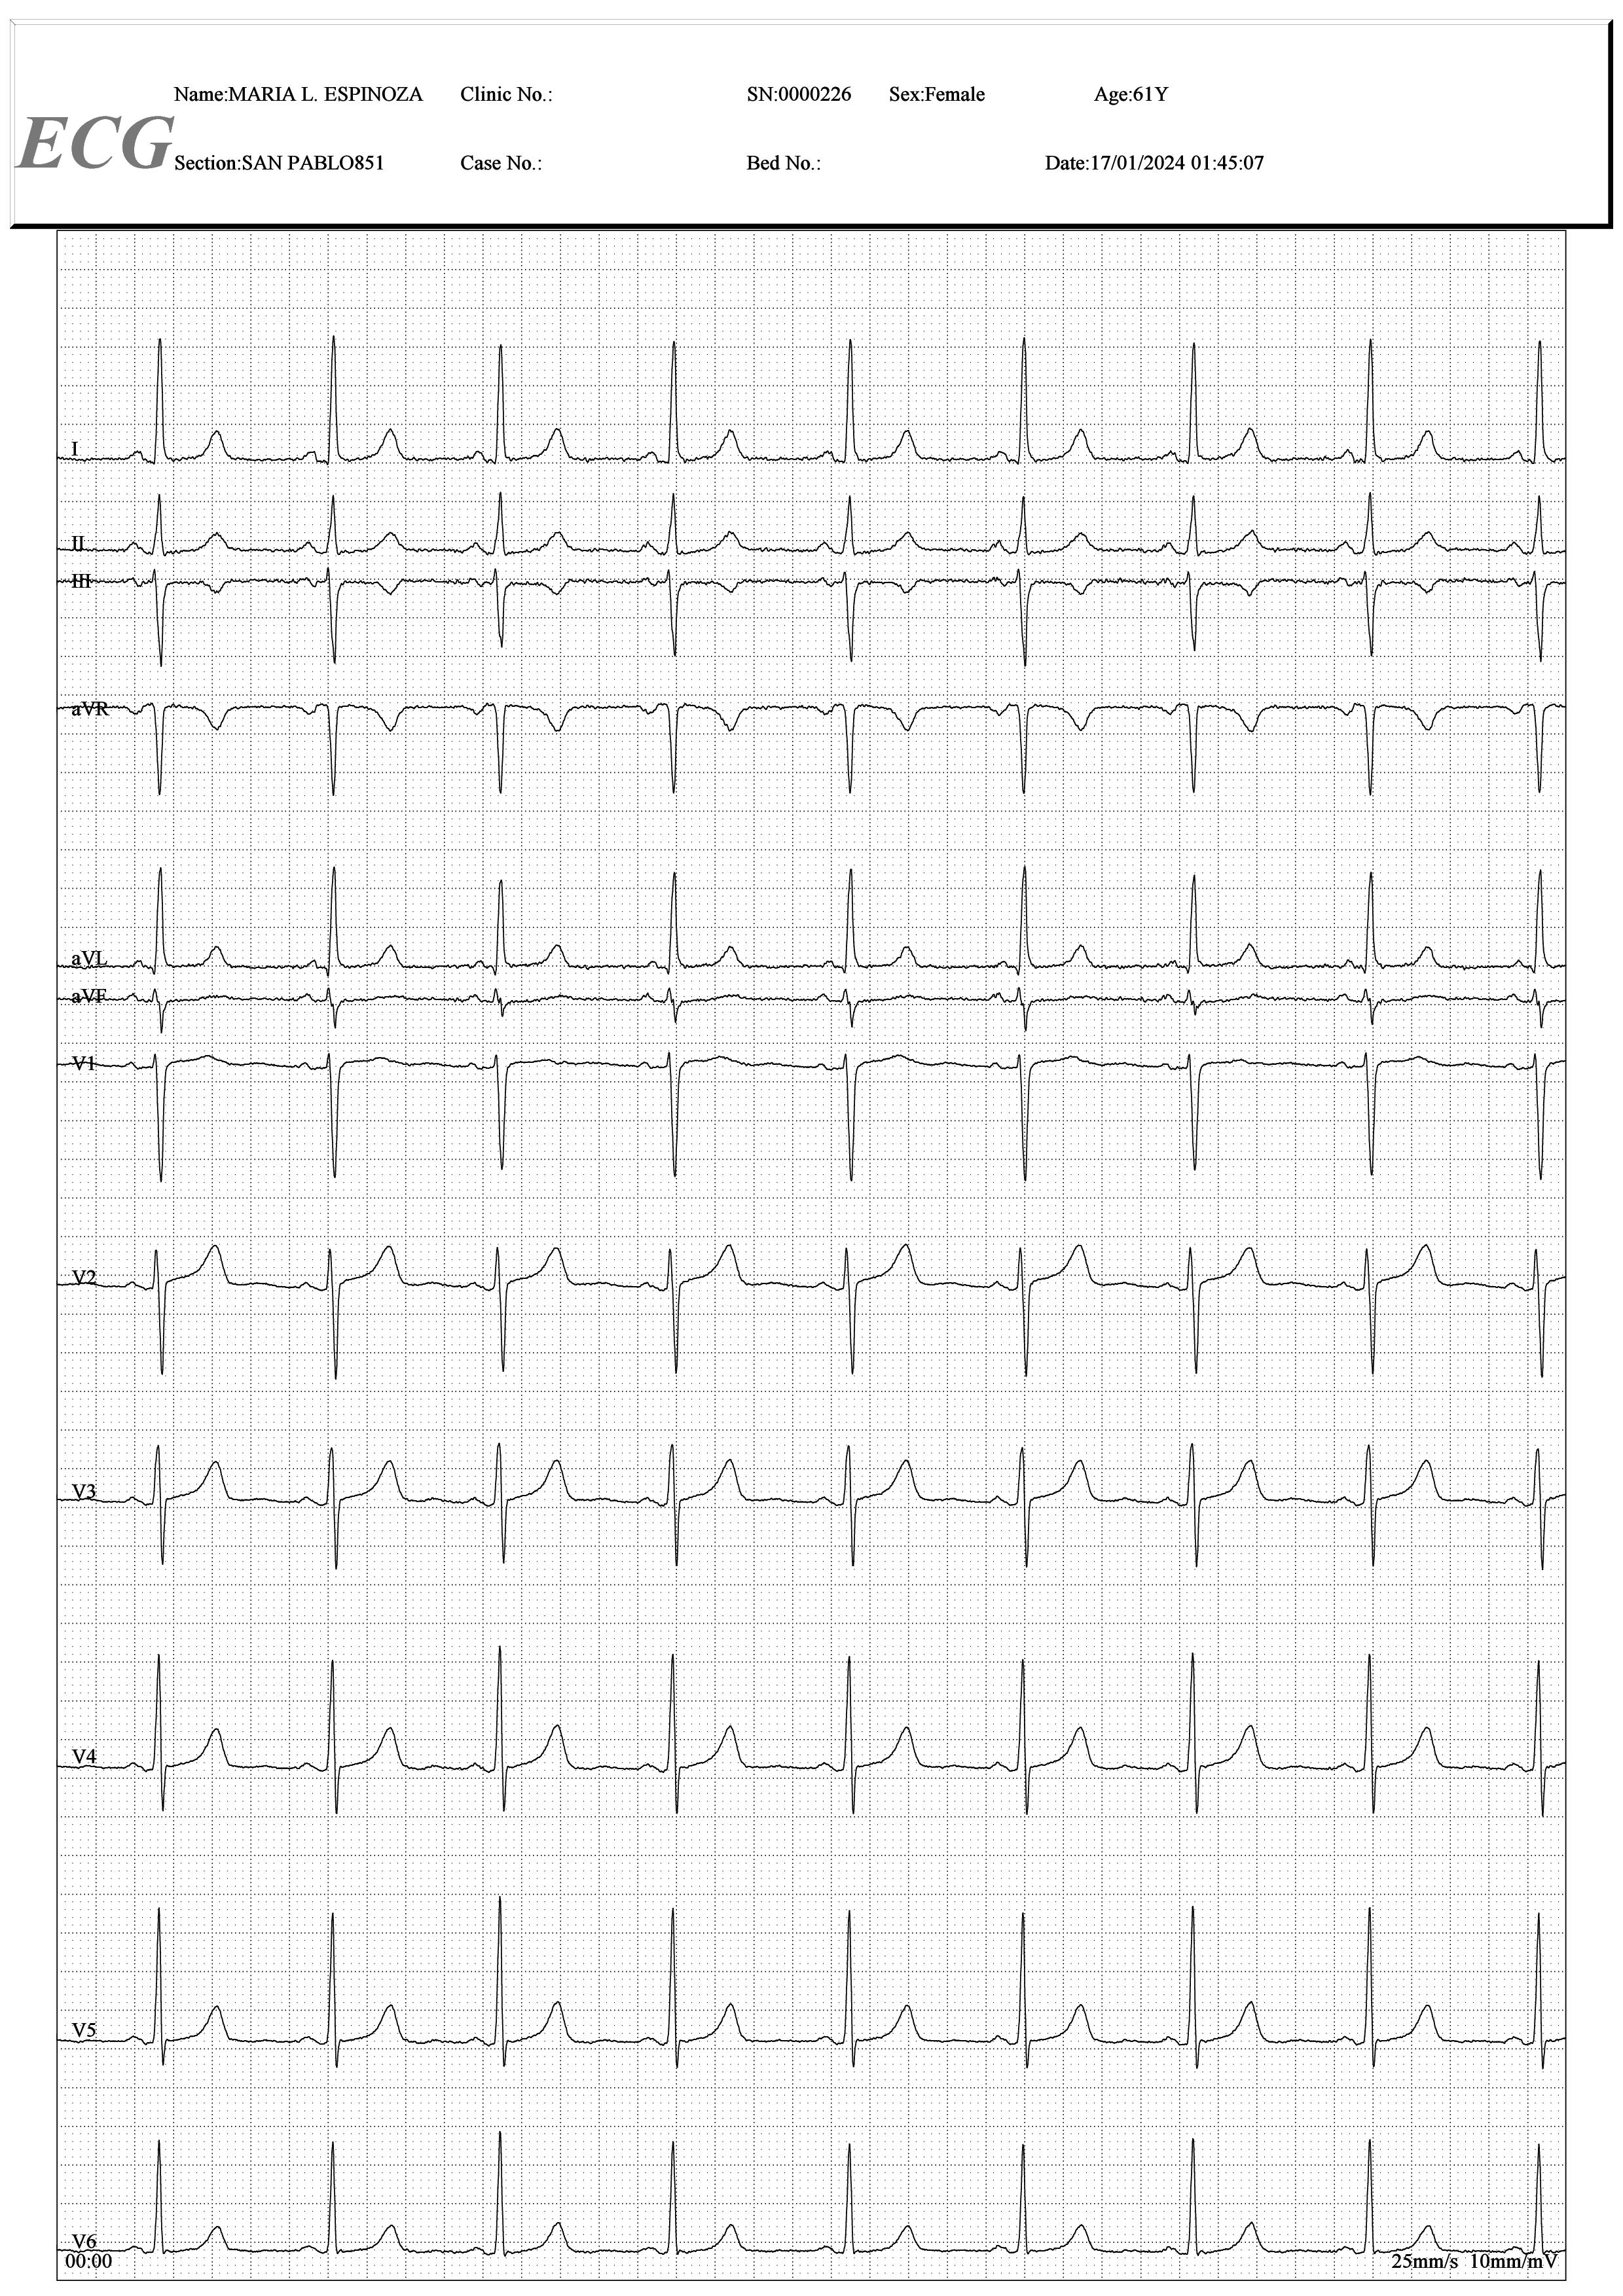 Name:MARIA L. ESPINOZA Clinic No.: SN:0000226 Sex:Female Age:61Y
ECG
Section:SAN PABLO851 Case No.: Bed No.: Date:17/01/2024 01:45:07
I
II
III
aVR
aVL
aVF
V1
V2
V3
V4
V5
V6
00:00 25mm/s 10mm/mV